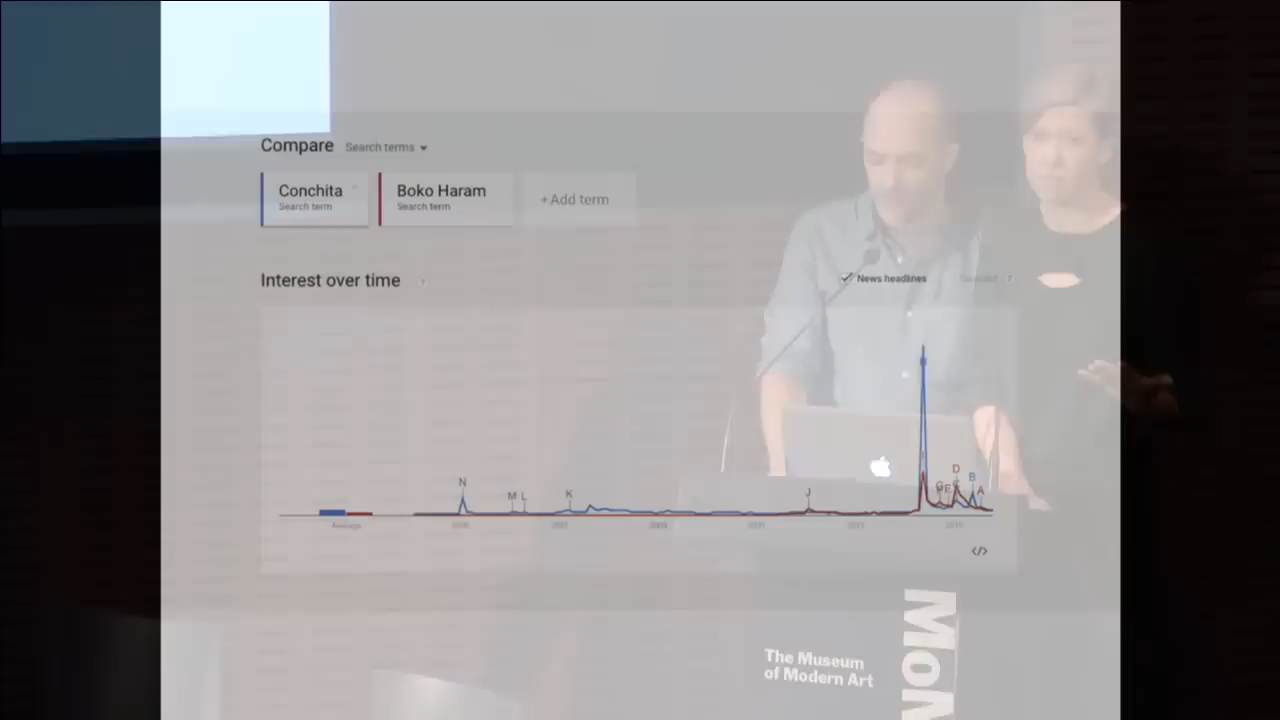 Compare Search terms
Conchita
Search term
Boko Haram
Search term
+Add term
Interest over time
?
News headlines
?
N
M L
K
J
D
B
A
E
Average
</>
The Museum
of Modern Art
MoM